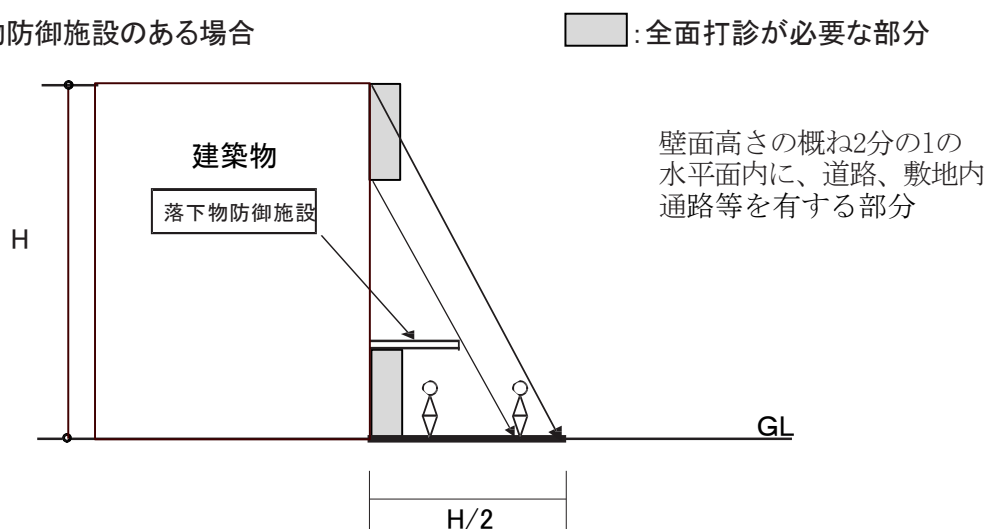 物防御施設のある場合
:全面打診が必要な部分
壁面高さの概ね2分の1の
水平面内に、道路、敷地内
通路等を有する部分
建築物
落下物防御施設
H
GL
H/2